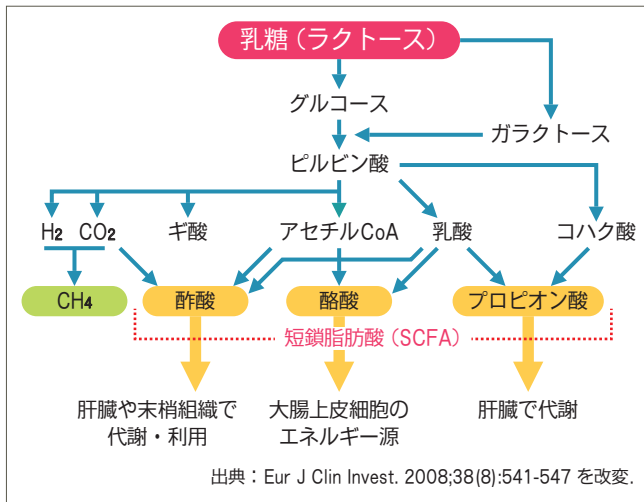 乳糖（ラクトース）
グルコース
ガラクトース
ピルビン酸
H2 CO2 ギ酸 アセチルCoA 乳酸 コハク酸
CH4 酢酸 酪酸 プロピオン酸
短鎖脂肪酸（SCFA）
肝臓や末梢組織で 大腸上皮細胞の 肝臓で代謝
代謝・利用 エネルギー源
出典：Eur J Clin Invest. 2008;38(8):541-547 を改変.